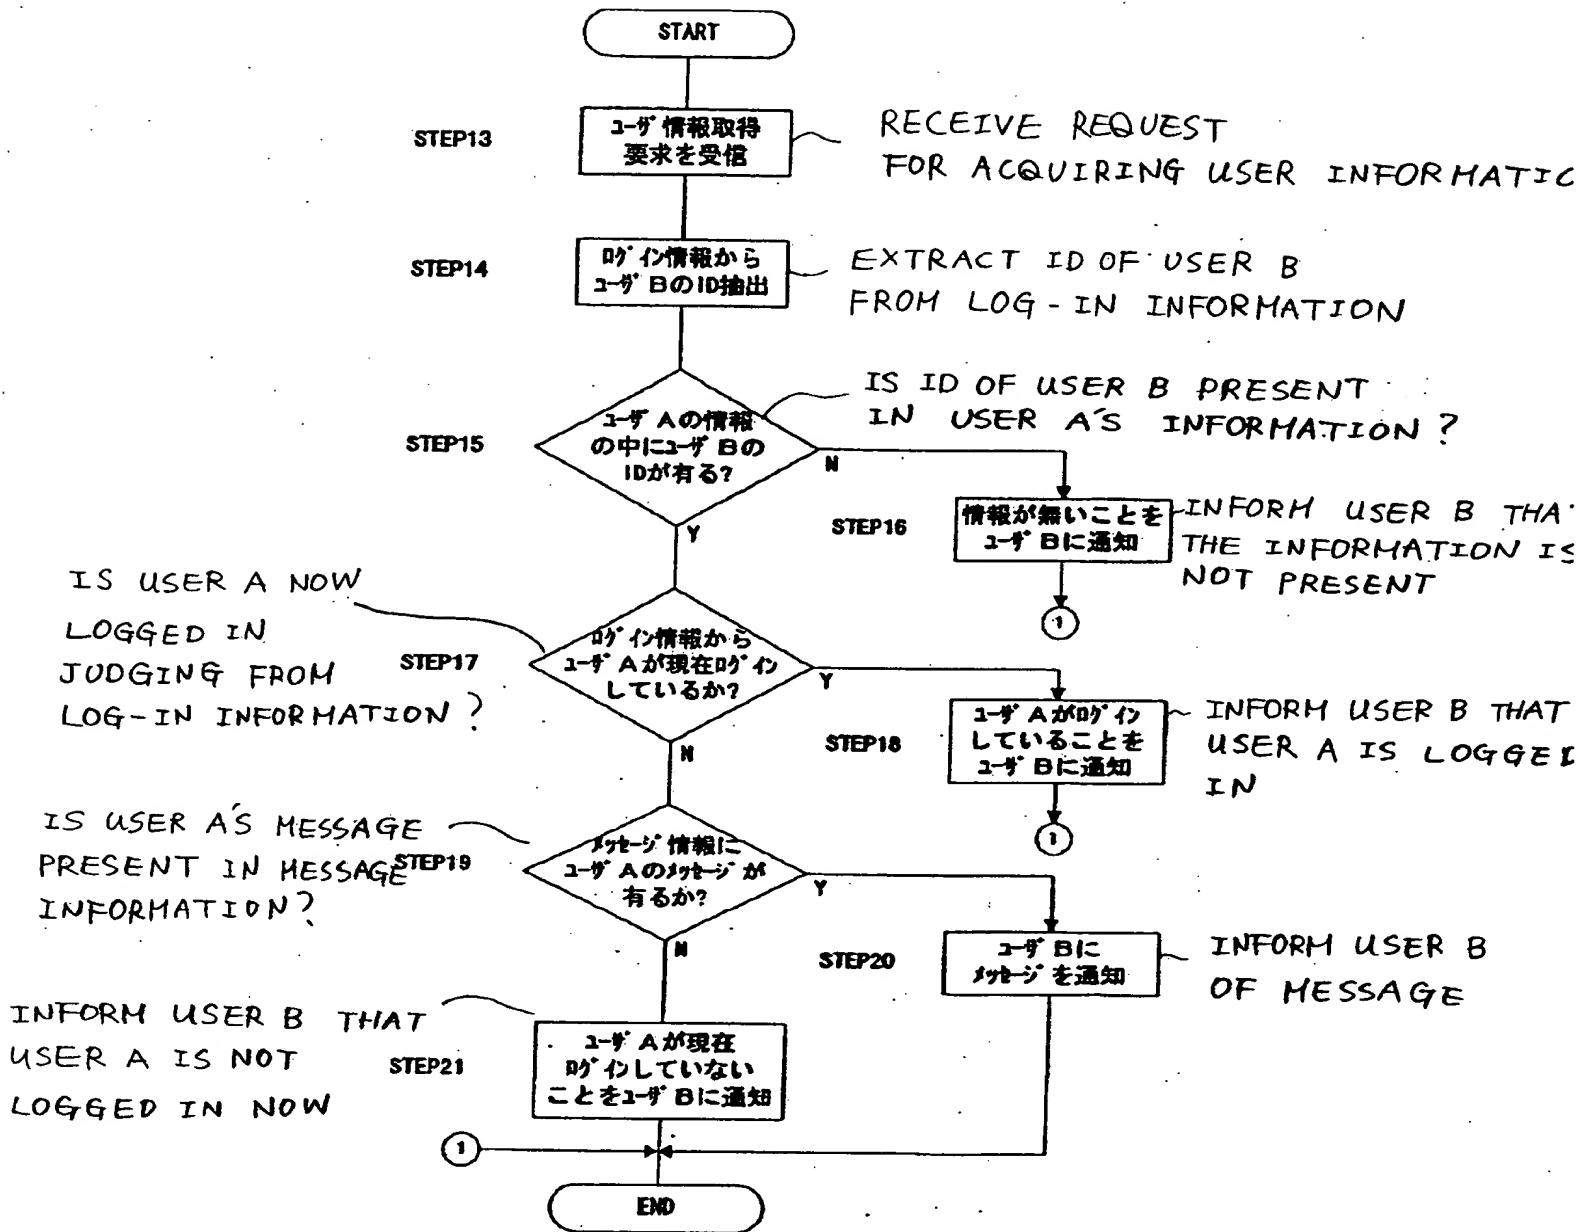 START
STEP13
ユーザ情報取得
要求を受信
RECEIVE REQUEST
FOR ACQUIRING USER INFORMATIC
STEP14
ログイン情報から
ユーザBのID抽出
EXTRACT ID OF USER B
FROM LOG-IN INFORMATION
STEP15
ユーザAの情報
の中にユーザBの
IDが有る?
IS ID OF USER B PRESENT
IN USER A'S INFORMATION?
N
Y
STEP16
情報が無いことを
ユーザBに通知
INFORM USER B THA
THE INFORMATION IS
NOT PRESENT
1
IS USER A NOW
LOGGED IN
JUDGING FROM
LOG-IN INFORMATION?
STEP17
ログイン情報から
ユーザAが現在ログイン
しているか?
Y
N
STEP18
ユーザAがログイン
していることを
ユーザBに通知
INFORM USER B THAT
USER A IS LOGGED
IN
1
IS USER A'S MESSAGE
PRESENT IN MESSAGE
INFORMATION?
STEP19
メッセージ情報に
ユーザAのメッセージが
有るか?
Y
N
STEP20
ユーザBに
メッセージを通知
INFORM USER B
OF MESSAGE
INFORM USER B THAT
USER A IS NOT
LOGGED IN NOW
STEP21
ユーザAが現在
ログインしていない
ことをユーザBに通知
1
END